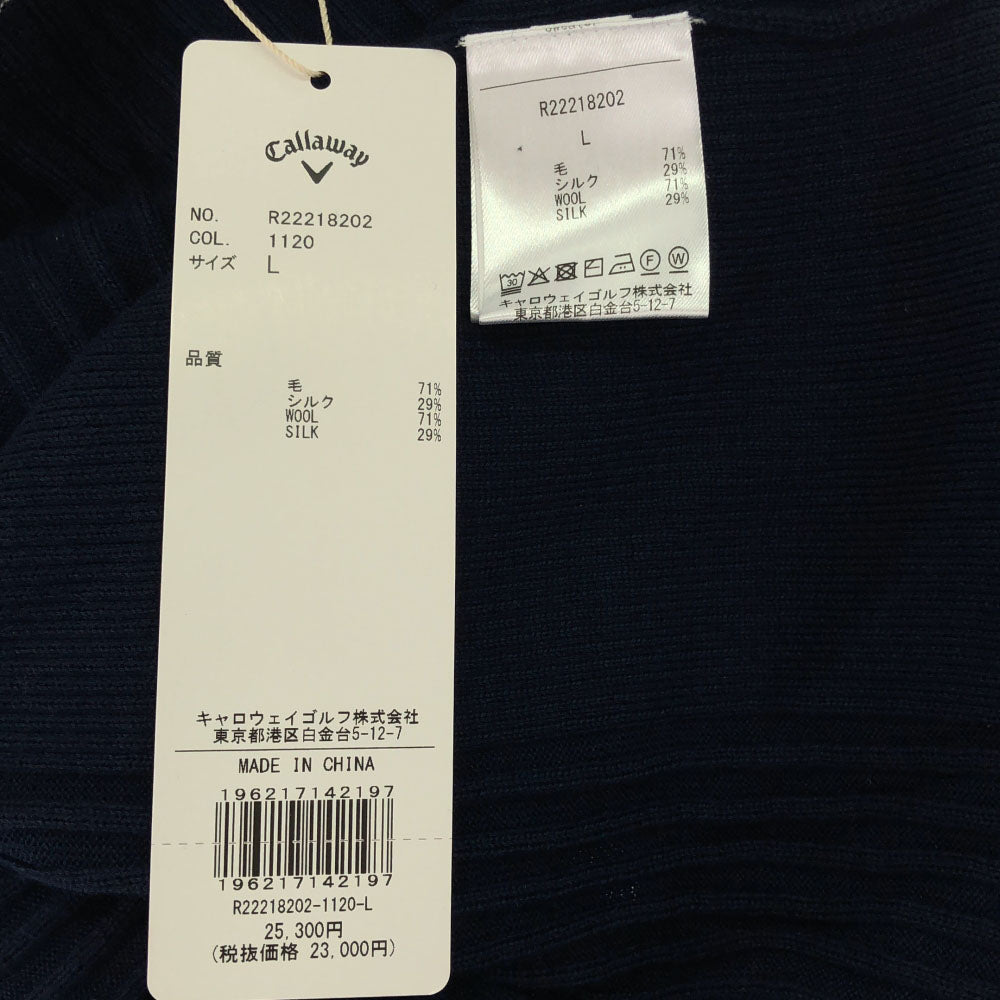 Callaway
NO. R22218202
COL. 1120
サイズ L
品質
毛 71%
シルク 29%
WOOL 71%
SILK 29%
キャロウェイゴルフ株式会社
東京都港区白金台5-12-7
MADE IN CHINA
196217142197
196217142197
R22218202-1120-L
25,300円
(税抜価格 23,000円)
R22218202
L
毛 71%
シルク 29%
WOOL 71%
SILK 29%
30
F W
キャロウェイゴルフ株式会社
東京都港区白金台5-12-7